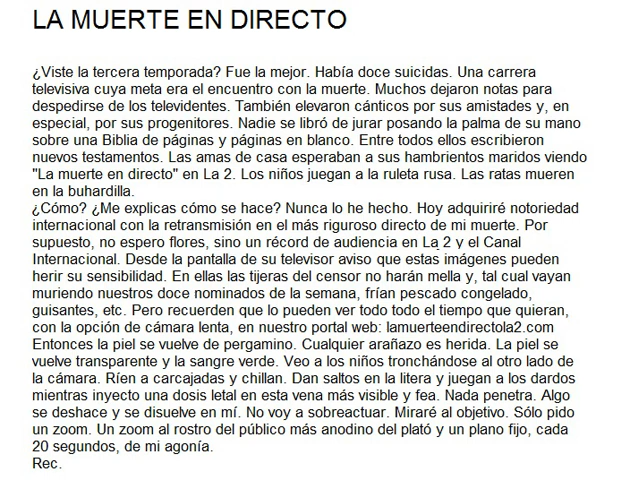 LA MUERTE EN DIRECTO
¿Viste la tercera temporada? Fue la mejor. Había doce suicidas. Una carrera
televisiva cuya meta era el encuentro con la muerte. Muchos dejaron notas para
despedirse de los televidentes. También elevaron cánticos por sus amistades y, en
especial, por sus progenitores. Nadie se libró de jurar posando la palma de su mano
sobre una Biblia de páginas y páginas en blanco. Entre todos ellos escribieron
nuevos testamentos. Las amas de casa esperaban a sus hambrientos maridos viendo
"La muerte en directo" en La 2. Los niños juegan a la ruleta rusa. Las ratas mueren
en la buhardilla.
¿Cómo? ¿Me explicas cómo se hace? Nunca lo he hecho. Hoy adquiriré notoriedad
internacional con la retransmisión en el más riguroso directo de mi muerte. Por
supuesto, no espero flores, sino un récord de audiencia en La 2 y el Canal
Internacional. Desde la pantalla de su televisor aviso que estas imágenes pueden
herir su sensibilidad. En ellas las tijeras del censor no harán mella y, tal cual vayan
muriendo nuestros doce nominados de la semana, frían pescado congelado,
guisantes, etc. Pero recuerden que lo pueden ver todo todo el tiempo que quieran,
con la opción de cámara lenta, en nuestro portal web: lamuerteendirectola2.com
Entonces la piel se vuelve de pergamino. Cualquier arañazo es herida. La piel se
vuelve transparente y la sangre verde. Veo a los niños tronchándose al otro lado de
la cámara. Ríen a carcajadas y chillan. Dan saltos en la litera y juegan a los dardos
mientras inyecto una dosis letal en esta vena más visible y fea. Nada penetra. Algo
se deshace y se disuelve en mí. No voy a sobreactuar. Miraré al objetivo. Sólo pido
un zoom. Un zoom al rostro del público más anodino del plató y un plano fijo, cada
20 segundos, de mi agonía.
Rec.